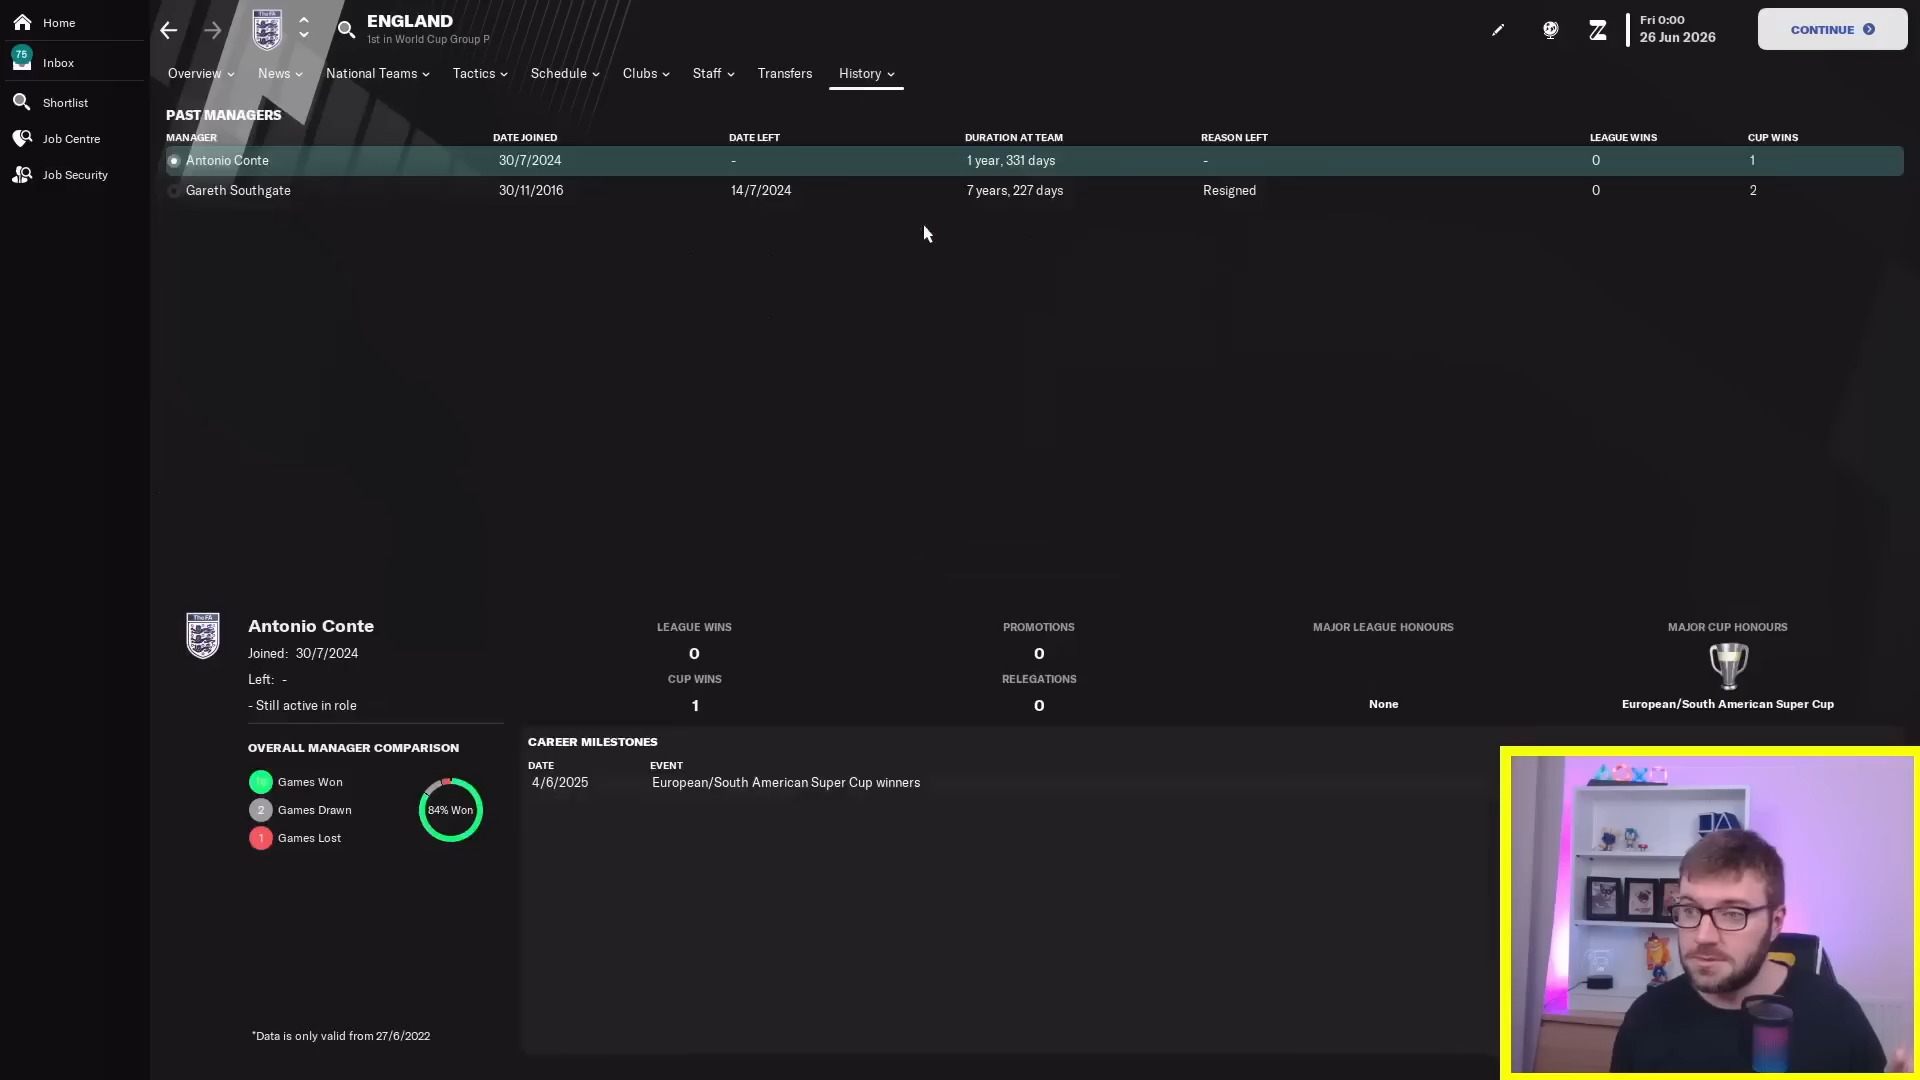 Home
75
Inbox
Shortlist
Job Centre
Job Security
The FA
ENGLAND
1st in World Cup Group P
Fri 0:00
26 Jun 2026
CONTINUE
Overview
News
National Teams
Tactics
Schedule
Clubs
Staff
Transfers
History
PAST MANAGERS
MANAGER DATE JOINED DATE LEFT DURATION AT TEAM REASON LEFT LEAGUE WINS CUP WINS
Antonio Conte 30/7/2024 - 1 year, 331 days - 0 1
Gareth Southgate 30/11/2016 14/7/2024 7 years, 227 days Resigned 0 2
The FA
Antonio Conte
Joined: 30/7/2024
Left: -
- Still active in role
LEAGUE WINS
0
CUP WINS
1
PROMOTIONS
0
RELEGATIONS
0
MAJOR LEAGUE HONOURS
None
MAJOR CUP HONOURS
European/South American Super Cup
OVERALL MANAGER COMPARISON
Games Won
2 Games Drawn
1 Games Lost
84% Won
CAREER MILESTONES
DATE EVENT
4/6/2025 European/South American Super Cup winners
*Data is only valid from 27/6/2022